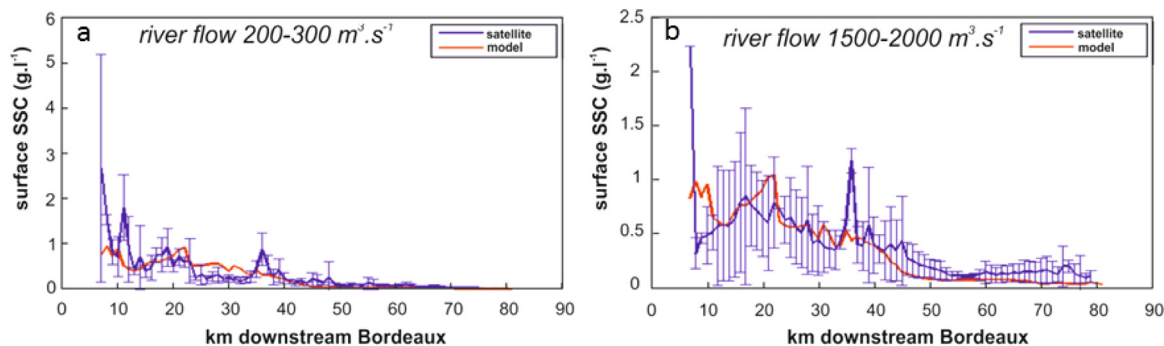 a
river flow 200-300 m³.s⁻¹
satellite
model
6
5
4
3
2
1
0
surface SSC (g.l⁻¹)
0 10 20 30 40 50 60 70 80 90
km downstream Bordeaux
b
river flow 1500-2000 m³.s⁻¹
satellite
model
2.5
2
1.5
1
0.5
0
surface SSC (g.l⁻¹)
0 10 20 30 40 50 60 70 80 90
km downstream Bordeaux